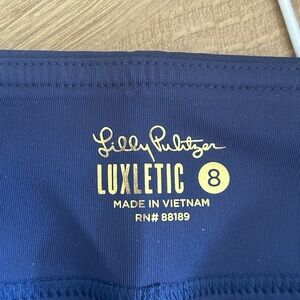 Lilly Pulitzer
LUXLETIC 8
MADE IN VIETNAM
RN# 88189